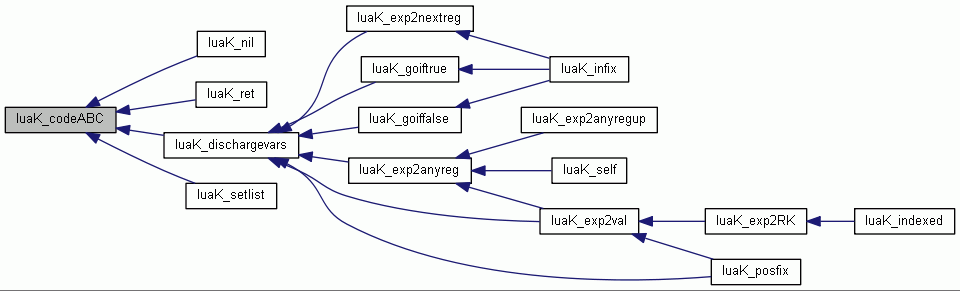 luaK_exp2nextreg
luaK_nil
luaK_goiftrue
luaK_infix
luaK_ret
luaK_codeABC
luaK_goiffalse
luaK_exp2anyregup
luaK_dischargevars
luaK_exp2anyreg
luaK_self
luaK_setlist
luaK_exp2val
luaK_exp2RK
luaK_indexed
luaK_posfix